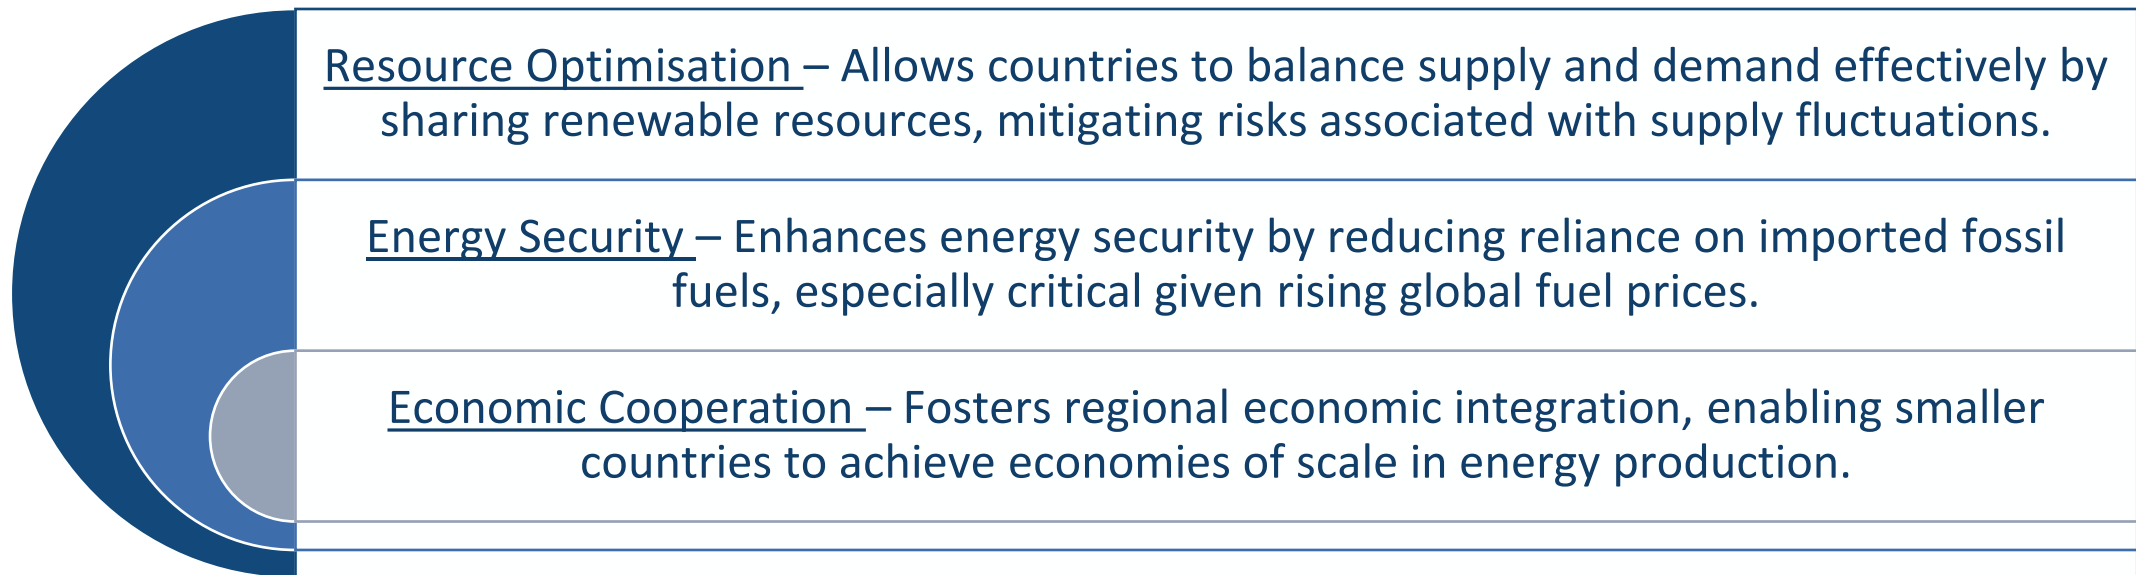 Resource Optimisation – Allows countries to balance supply and demand effectively by
sharing renewable resources, mitigating risks associated with supply fluctuations.
Energy Security – Enhances energy security by reducing reliance on imported fossil
fuels, especially critical given rising global fuel prices.
Economic Cooperation – Fosters regional economic integration, enabling smaller
countries to achieve economies of scale in energy production.